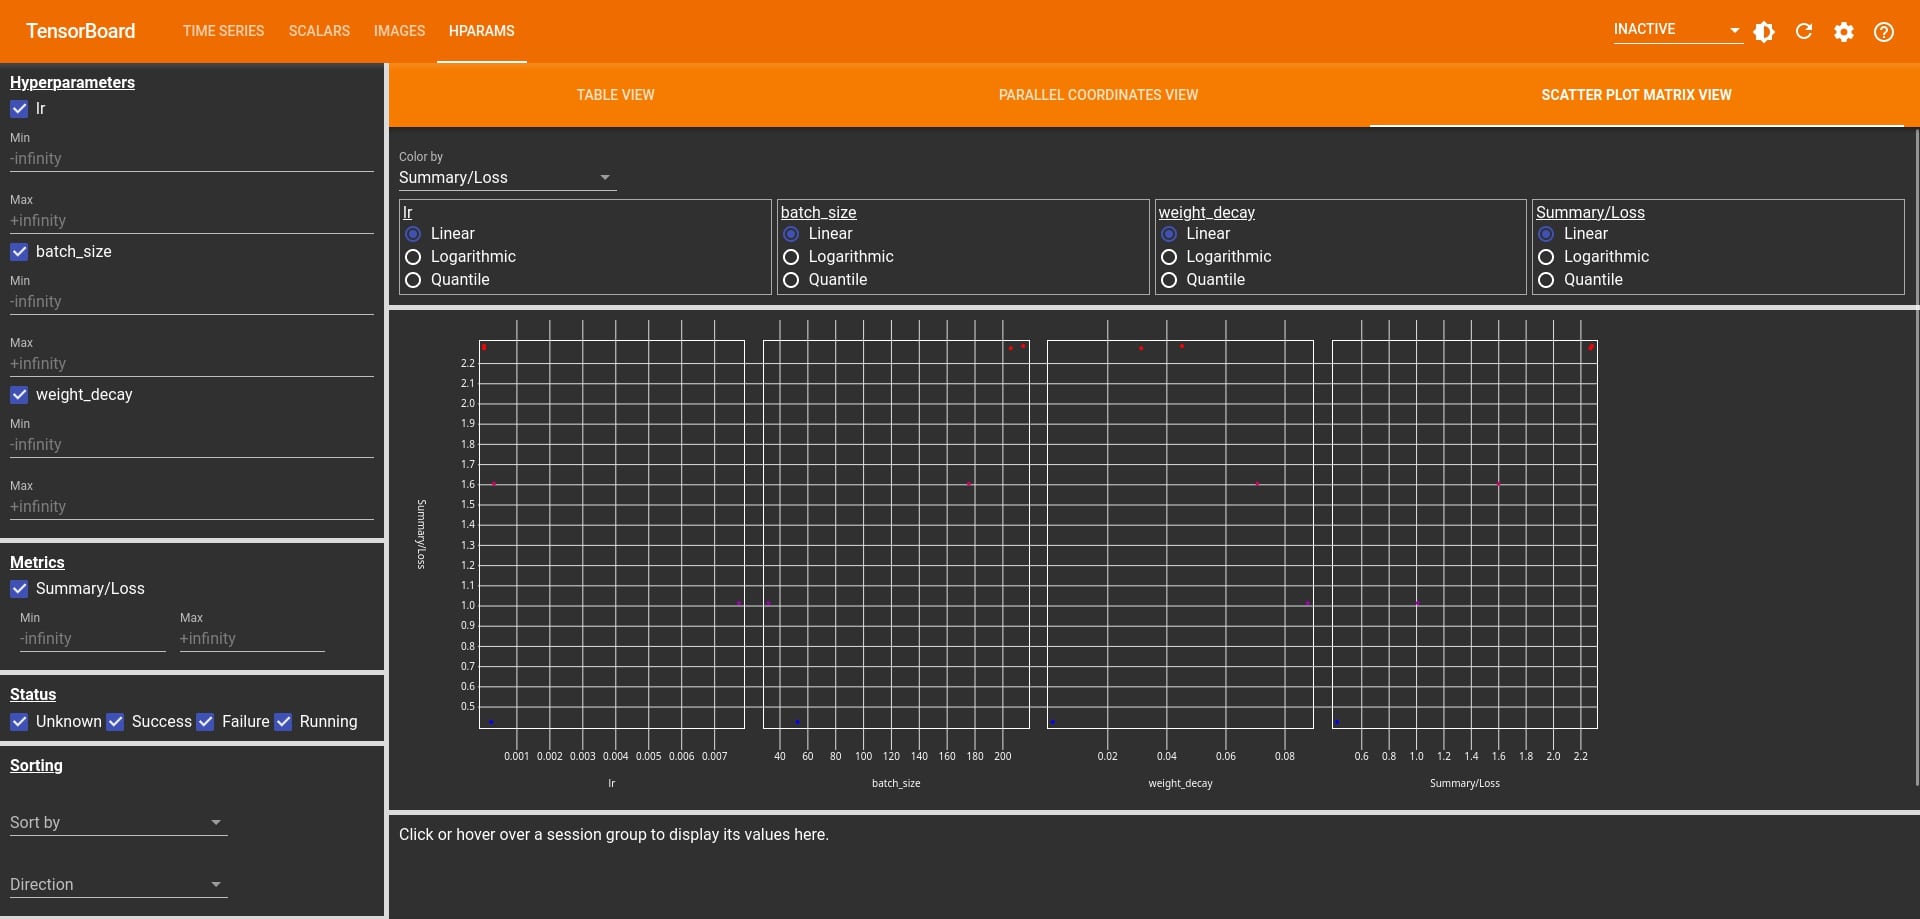 TensorBoard TIME SERIES SCALARS IMAGES HPARAMS INACTIVE
Hyperparameters
lr
Min
-infinity
Max
+infinity
batch_size
Min
-infinity
Max
+infinity
weight_decay
Min
-infinity
Max
+infinity
Metrics
Summary/Loss
Min Max
-infinity +infinity
Status
Unknown Success Failure Running
Sorting
Sort by
Direction
TABLE VIEW PARALLEL COORDINATES VIEW SCATTER PLOT MATRIX VIEW
Color by
Summary/Loss
lr
Linear
Logarithmic
Quantile
batch_size
Linear
Logarithmic
Quantile
weight_decay
Linear
Logarithmic
Quantile
Summary/Loss
Linear
Logarithmic
Quantile
Summary/Loss
2.2
2.1
2.0
1.9
1.8
1.7
1.6
1.5
1.4
1.3
1.2
1.1
1.0
0.9
0.8
0.7
0.6
0.5
0.001 0.002 0.003 0.004 0.005 0.006 0.007
lr
40 60 80 100 120 140 160 180 200
batch_size
0.02 0.04 0.06 0.08
weight_decay
0.6 0.8 1.0 1.2 1.4 1.6 1.8 2.0 2.2
Summary/Loss
Click or hover over a session group to display its values here.